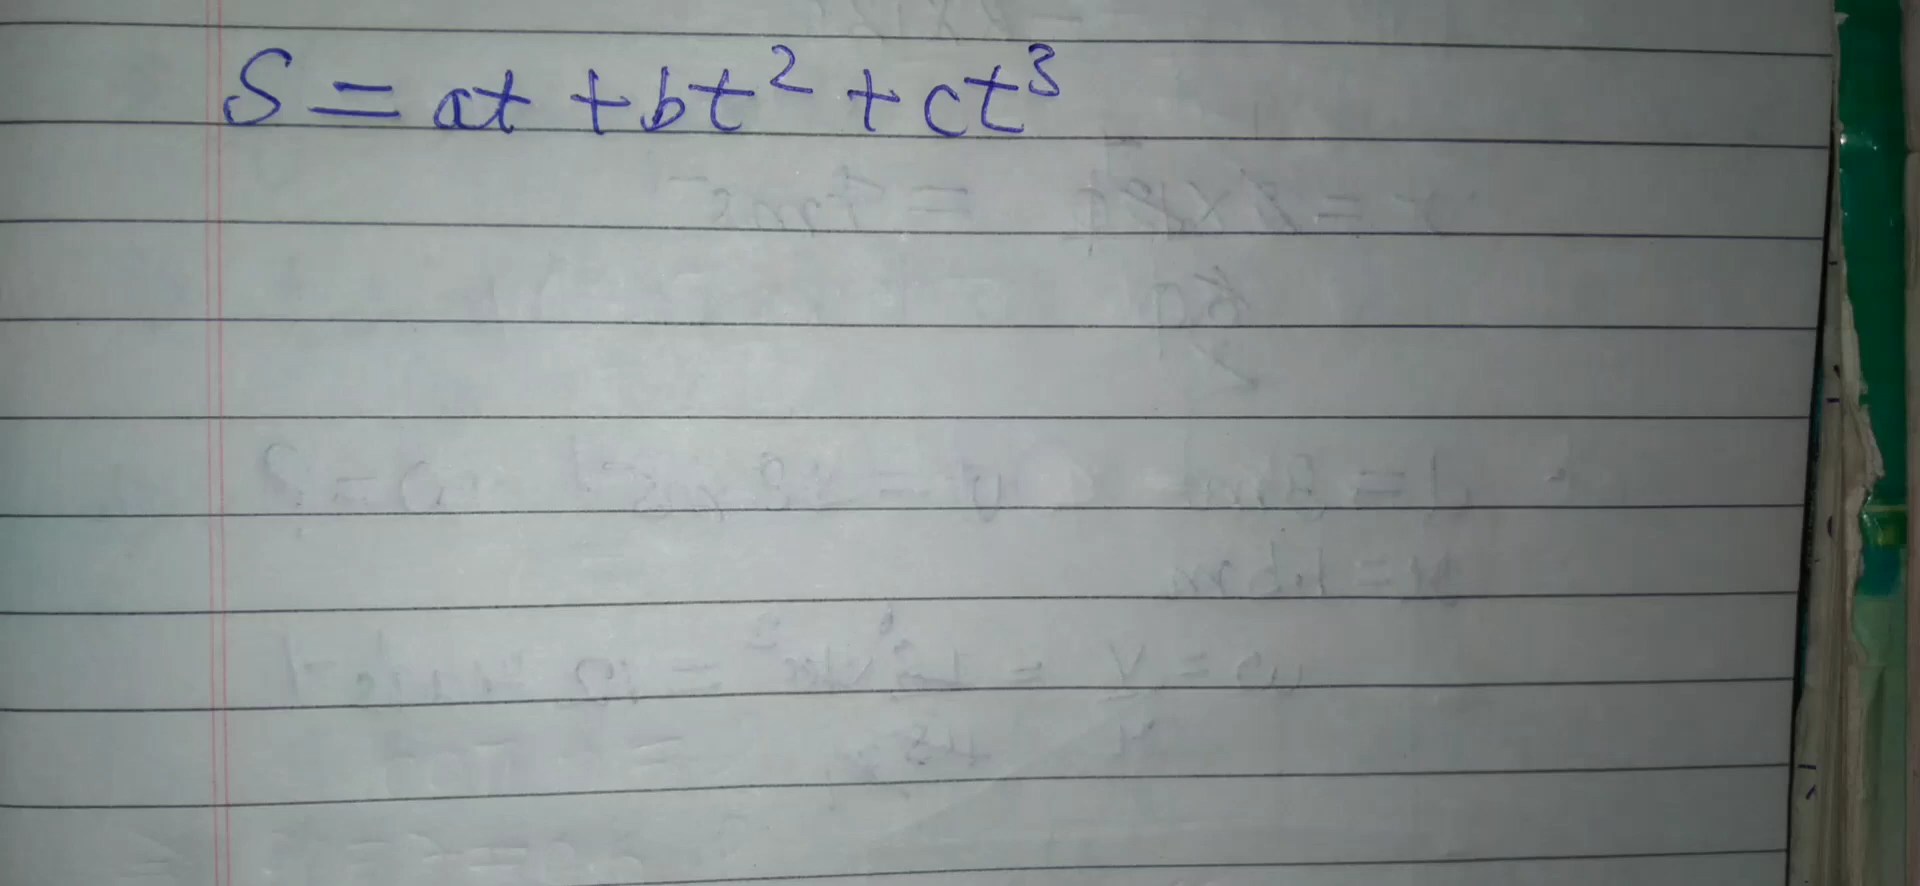 S = at + bt² + ct³